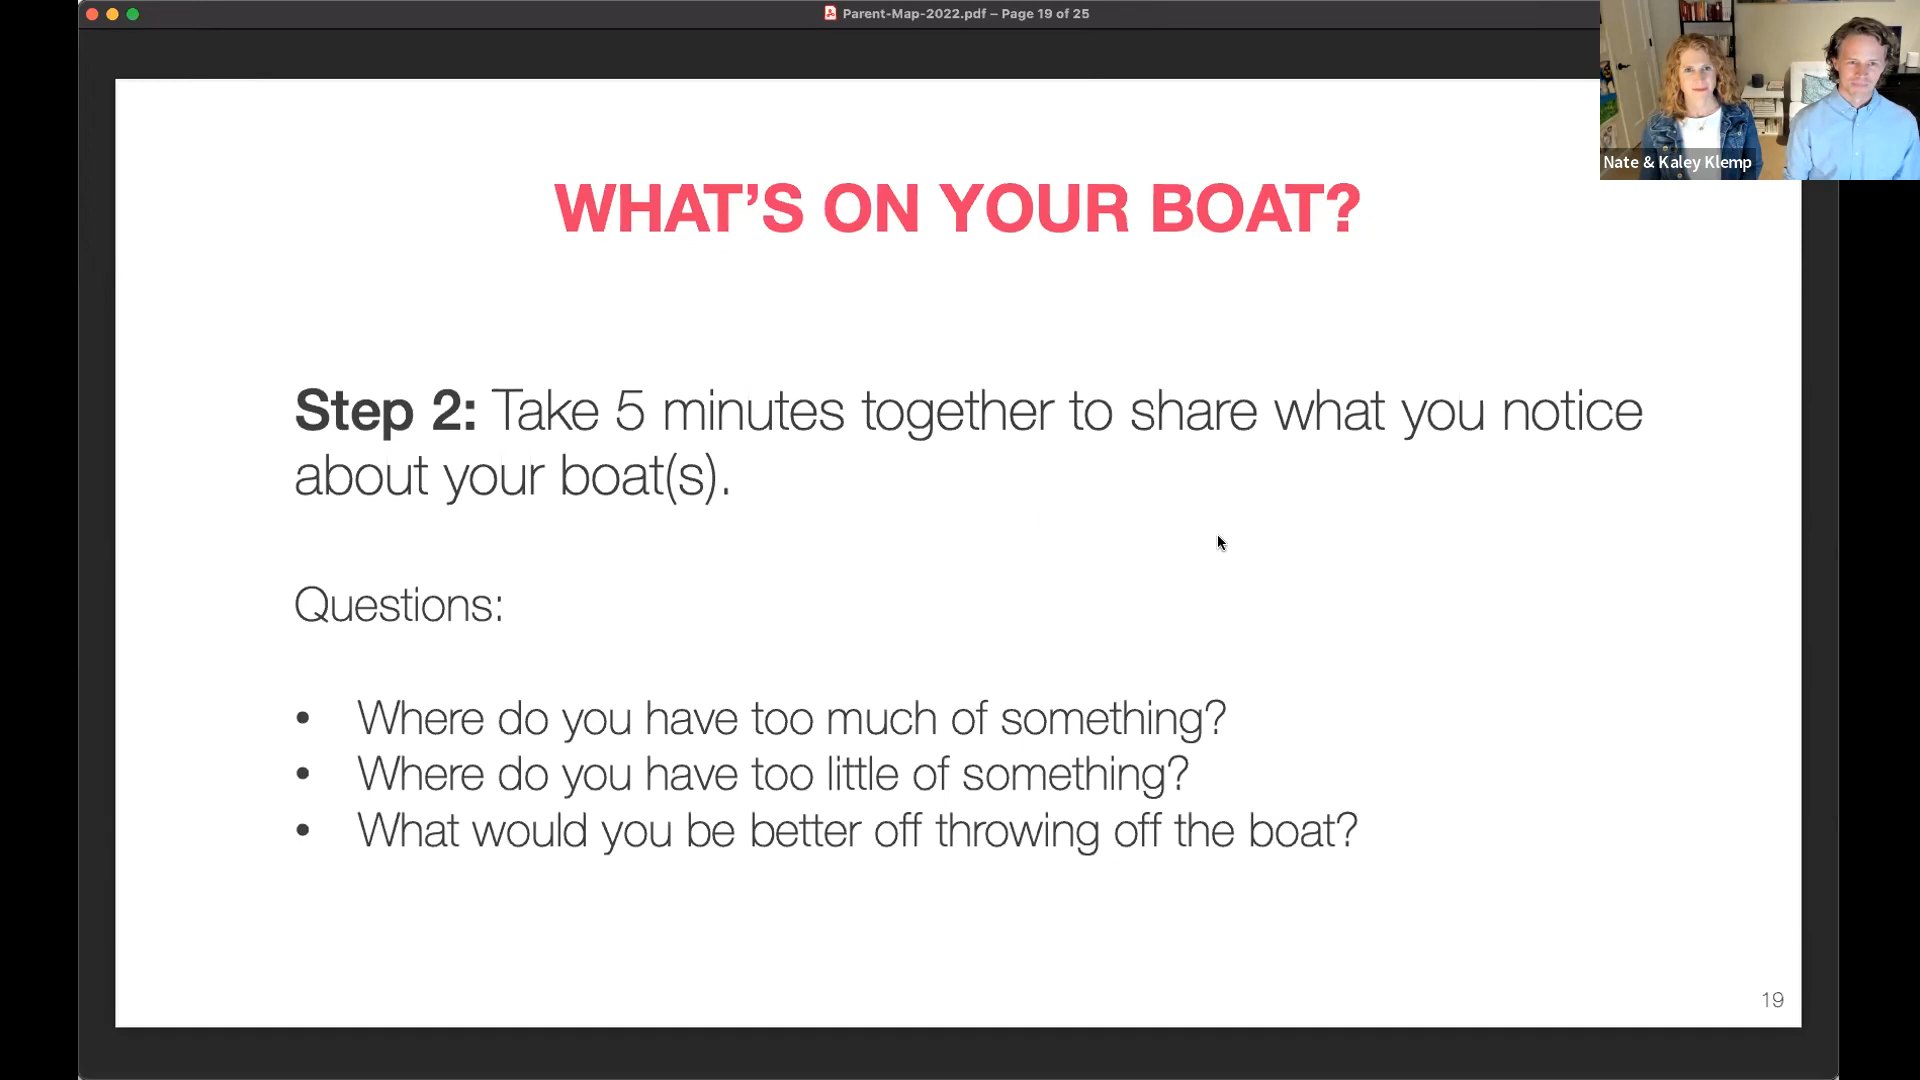 Parent-Map-2022.pdf – Page 19 of 25
Nate & Kaley Klemp
WHAT’S ON YOUR BOAT?
Step 2: Take 5 minutes together to share what you notice
about your boat(s).
Questions:
• Where do you have too much of something?
• Where do you have too little of something?
• What would you be better off throwing off the boat?
19